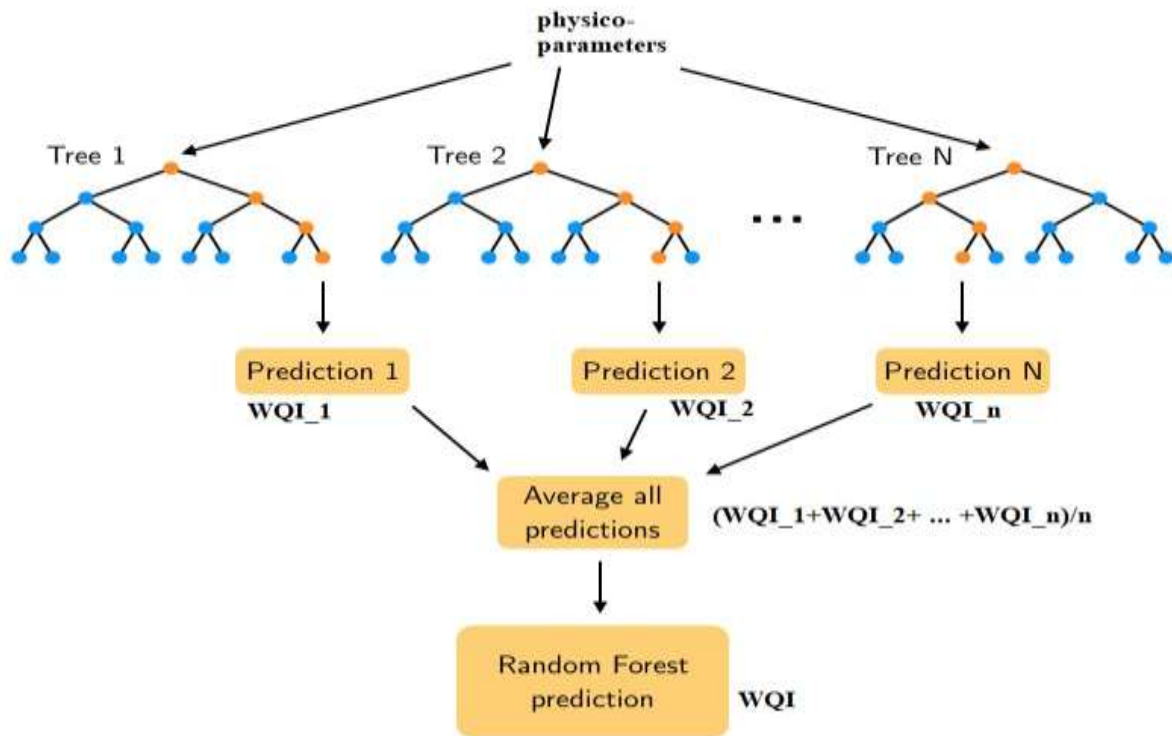 physico-
parameters
Tree 1
Tree 2
Tree N
...
Prediction 1
Prediction 2
Prediction N
WQI_1
WQI_2
WQI_n
Average all
predictions
(WQI_1+WQI_2+ ... +WQI_n)/n
Random Forest
prediction
WQI